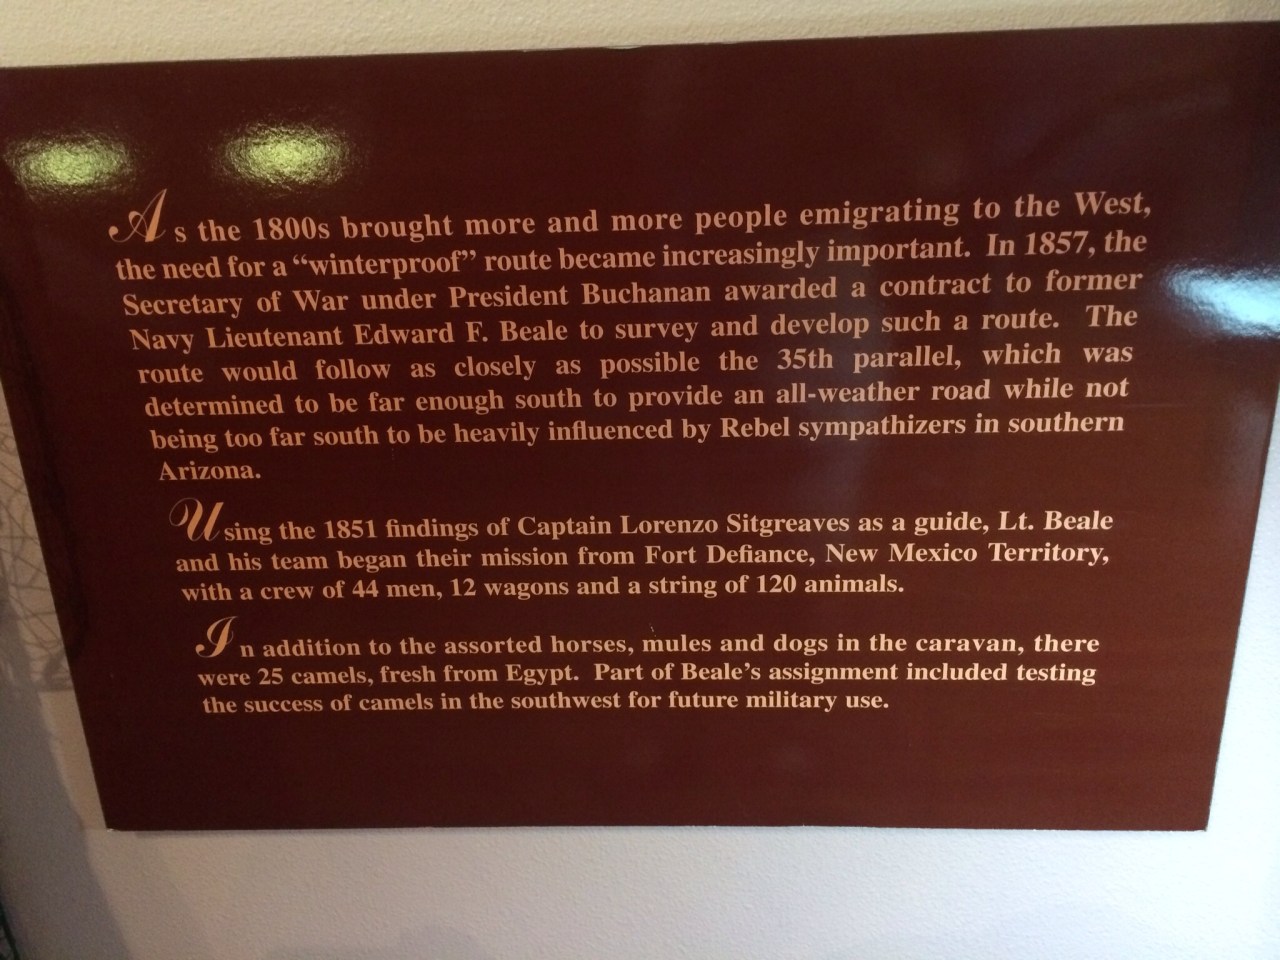 As the 1800s brought more and more people emigrating to the West,
the need for a “winterproof” route became increasingly important. In 1857, the
Secretary of War under President Buchanan awarded a contract to former
Navy Lieutenant Edward F. Beale to survey and develop such a route. The
route would follow as closely as possible the 35th parallel, which was
determined to be far enough south to provide an all-weather road while not
being too far south to be heavily influenced by Rebel sympathizers in southern
Arizona.
Using the 1851 findings of Captain Lorenzo Sitgreaves as a guide, Lt. Beale
and his team began their mission from Fort Defiance, New Mexico Territory,
with a crew of 44 men, 12 wagons and a string of 120 animals.
In addition to the assorted horses, mules and dogs in the caravan, there
were 25 camels, fresh from Egypt. Part of Beale’s assignment included testing
the success of camels in the southwest for future military use.